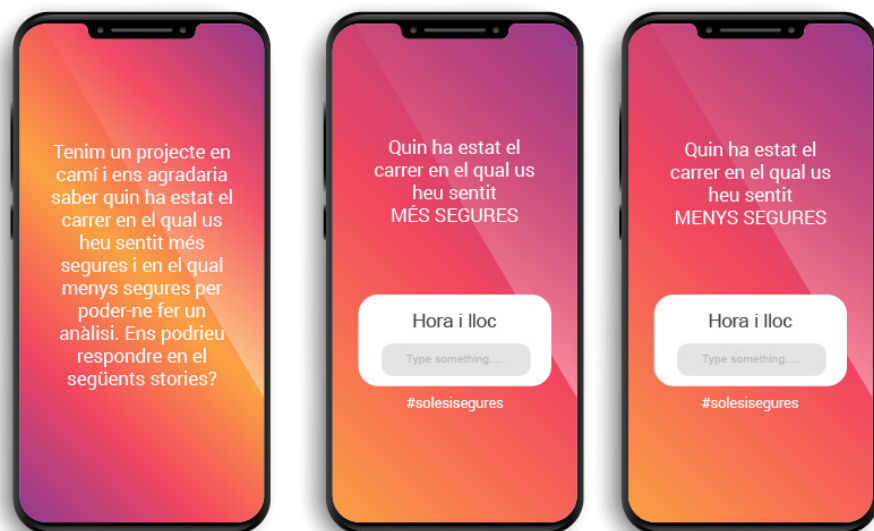 Tenim un projecte en
camí i ens agradaria
saber quin ha estat el
carrer en el qual us
heu sentit més
segures i en el qual
menys segures per
poder-ne fer un
anàlisi. Ens podrieu
respondre en el
següents stories?
Quin ha estat el
carrer en el qual us
heu sentit
MÉS SEGURES
Hora i lloc
Type something....
#solesisegures
Quin ha estat el
carrer en el qual us
heu sentit
MENYS SEGURES
Hora i lloc
Type something....
#solesisegures